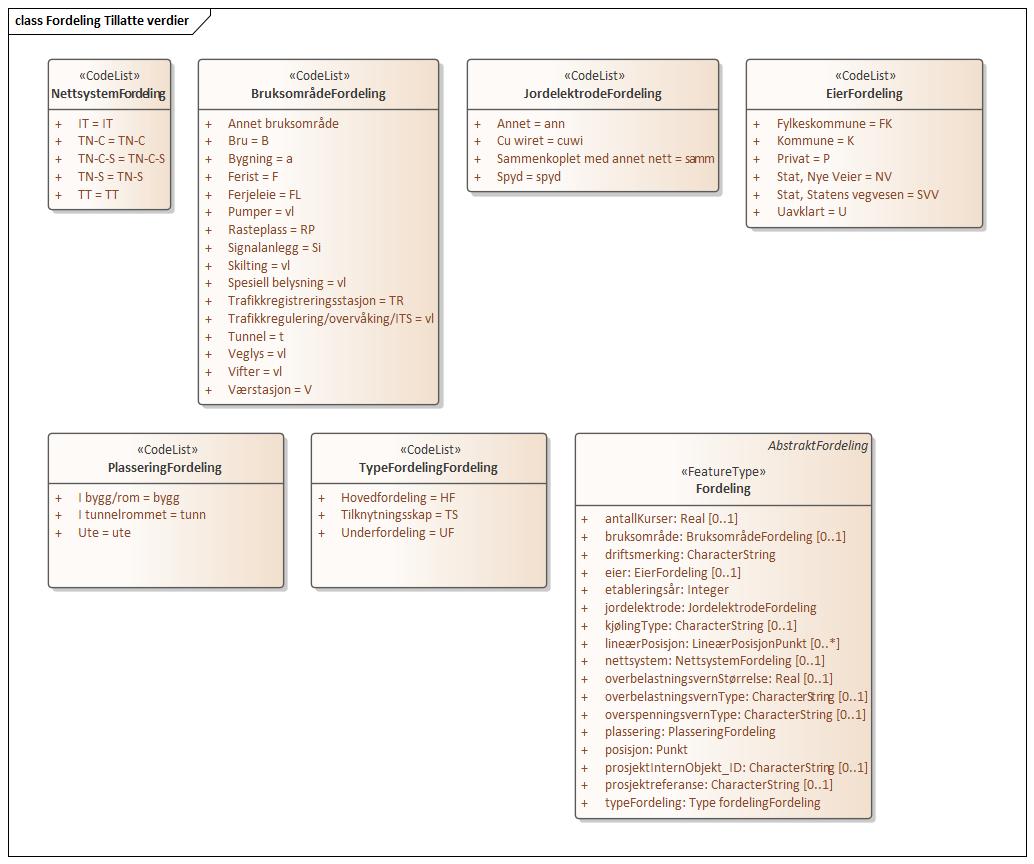 class Fordeling Tillatte verdier
«CodeList»
NettsystemFordeling
+ IT = IT
+ TN-C = TN-C
+ TN-C-S = TN-C-S
+ TN-S = TN-S
+ TT = TT
«CodeList»
BruksområdeFordeling
+ Annet bruksområde
+ Bru = B
+ Bygning = a
+ Ferist = F
+ Ferjeleie = FL
+ Pumper = vl
+ Rasteplass = RP
+ Signalanlegg = Si
+ Skilting = vl
+ Spesiell belysning = vl
+ Trafikkregistreringsstasjon = TR
+ Trafikkregulering/overvåking/ITS = vl
+ Tunnel = t
+ Veglys = vl
+ Vifter = vl
+ Værstasjon = V
«CodeList»
JordelektrodeFordeling
+ Annet = ann
+ Cu wiret = cuwi
+ Sammenkoplet med annet nett = samm
+ Spyd = spyd
«CodeList»
EierFordeling
+ Fylkeskommune = FK
+ Kommune = K
+ Privat = P
+ Stat, Nye Veier = NV
+ Stat, Statens vegvesen = SVV
+ Uavklart = U
«CodeList»
PlasseringFordeling
+ I bygg/rom = bygg
+ I tunnelrommet = tunn
+ Ute = ute
«CodeList»
TypeFordelingFordeling
+ Hovedfordeling = HF
+ Tilknytningsskap = TS
+ Underfordeling = UF
AbstraktFordeling
«FeatureType»
Fordeling
+ antallKurser: Real [0..1]
+ bruksområde: BruksområdeFordeling [0..1]
+ driftsmerking: CharacterString
+ eier: EierFordeling [0..1]
+ etableringsår: Integer
+ jordelektrode: JordelektrodeFordeling
+ kjølingType: CharacterString [0..1]
+ lineærPosisjon: LineærPosisjonPunkt [0..*]
+ nettsystem: NettsystemFordeling [0..1]
+ overbelastningsvernStørrelse: Real [0..1]
+ overbelastningsvernType: CharacterString [0..1]
+ overspenningsvernType: CharacterString [0..1]
+ plassering: PlasseringFordeling
+ posisjon: Punkt
+ prosjektInternObjekt_ID: CharacterString [0..1]
+ prosjektreferanse: CharacterString [0..1]
+ typeFordeling: Type fordelingFordeling